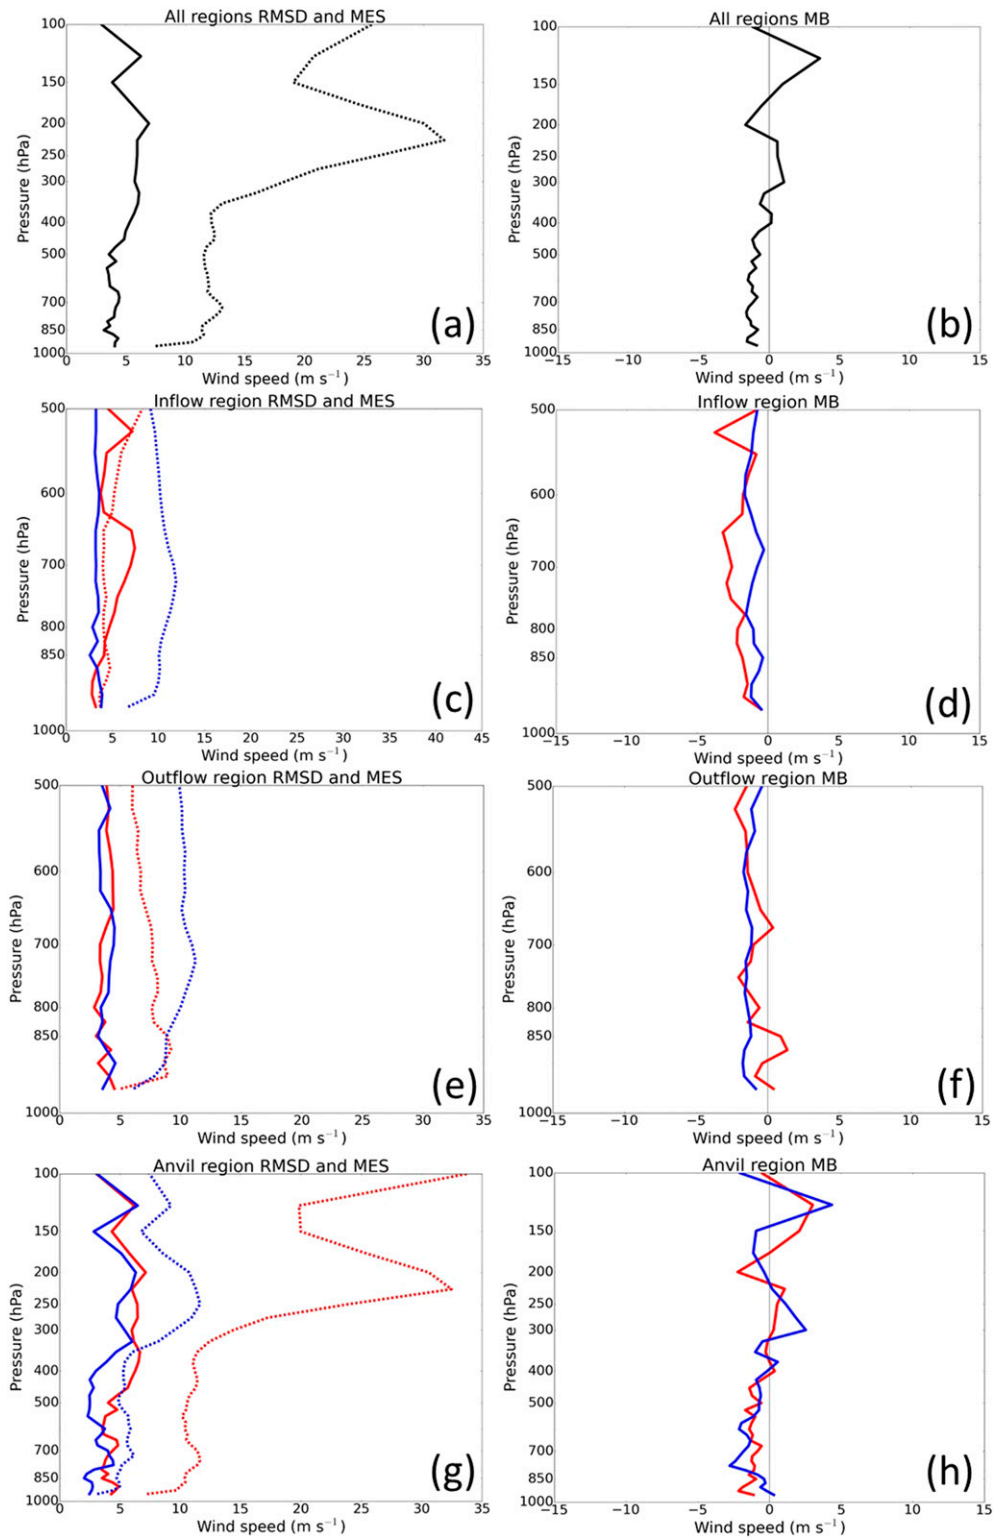 All regions RMSD and MES
100
150
200
250
300
400
500
700
850
1000
Pressure (hPa)
0 5 10 15 20 25 30 35
Wind speed (m s⁻¹)
(a)
All regions MB
100
150
200
250
300
400
500
700
850
1000
Pressure (hPa)
−15 −10 −5 0 5 10 15
Wind speed (m s⁻¹)
(b)
Inflow region RMSD and MES
500
600
700
800
850
1000
Pressure (hPa)
0 5 10 15 20 25 30 35 40 45
Wind speed (m s⁻¹)
(c)
Inflow region MB
500
600
700
800
850
1000
Pressure (hPa)
−15 −10 −5 0 5 10 15
Wind speed (m s⁻¹)
(d)
Outflow region RMSD and MES
500
600
700
800
850
1000
Pressure (hPa)
0 5 10 15 20 25 30 35
Wind speed (m s⁻¹)
(e)
Outflow region MB
500
600
700
800
850
1000
Pressure (hPa)
−15 −10 −5 0 5 10 15
Wind speed (m s⁻¹)
(f)
Anvil region RMSD and MES
100
150
200
250
300
400
500
700
850
1000
Pressure (hPa)
0 5 10 15 20 25 30 35
Wind speed (m s⁻¹)
(g)
Anvil region MB
100
150
200
250
300
400
500
700
850
1000
Pressure (hPa)
−15 −10 −5 0 5 10 15
Wind speed (m s⁻¹)
(h)